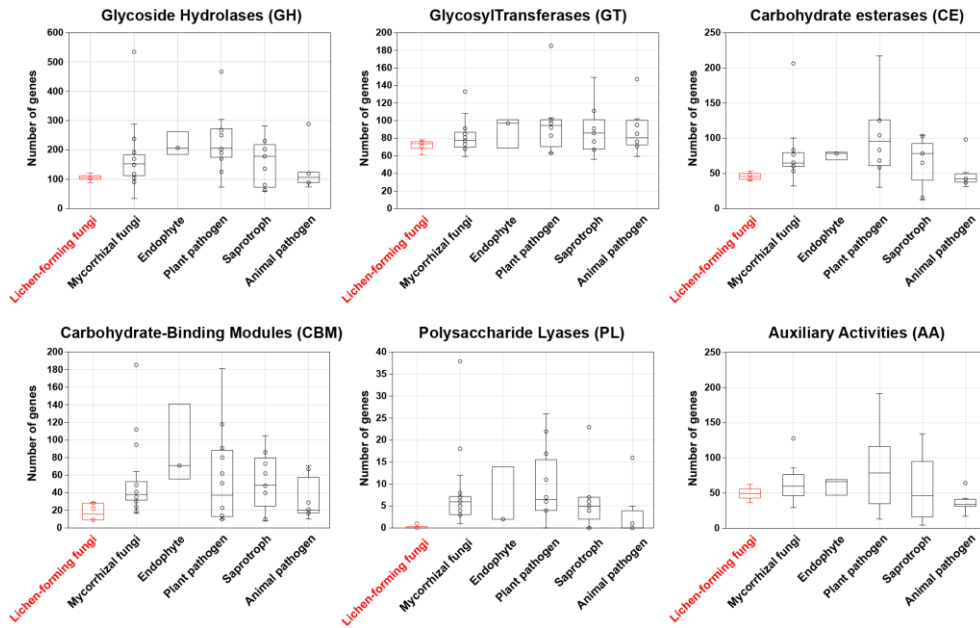 Glycoside Hydrolases (GH)
Number of genes
600
500
400
300
200
100
0
Lichen-forming fungi
Mycorrhizal fungi
Endophyte
Plant pathogen
Saprotroph
Animal pathogen
GlycosylTransferases (GT)
Number of genes
200
180
160
140
120
100
80
60
40
20
0
Lichen-forming fungi
Mycorrhizal fungi
Endophyte
Plant pathogen
Saprotroph
Animal pathogen
Carbohydrate esterases (CE)
Number of genes
250
200
150
100
50
0
Lichen-forming fungi
Mycorrhizal fungi
Endophyte
Plant pathogen
Saprotroph
Animal pathogen
Carbohydrate-Binding Modules (CBM)
Number of genes
200
180
160
140
120
100
80
60
40
20
0
Lichen-forming fungi
Mycorrhizal fungi
Endophyte
Plant pathogen
Saprotroph
Animal pathogen
Polysaccharide Lyases (PL)
Number of genes
40
35
30
25
20
15
10
5
0
Lichen-forming fungi
Mycorrhizal fungi
Endophyte
Plant pathogen
Saprotroph
Animal pathogen
Auxiliary Activities (AA)
Number of genes
250
200
150
100
50
0
Lichen-forming fungi
Mycorrhizal fungi
Endophyte
Plant pathogen
Saprotroph
Animal pathogen